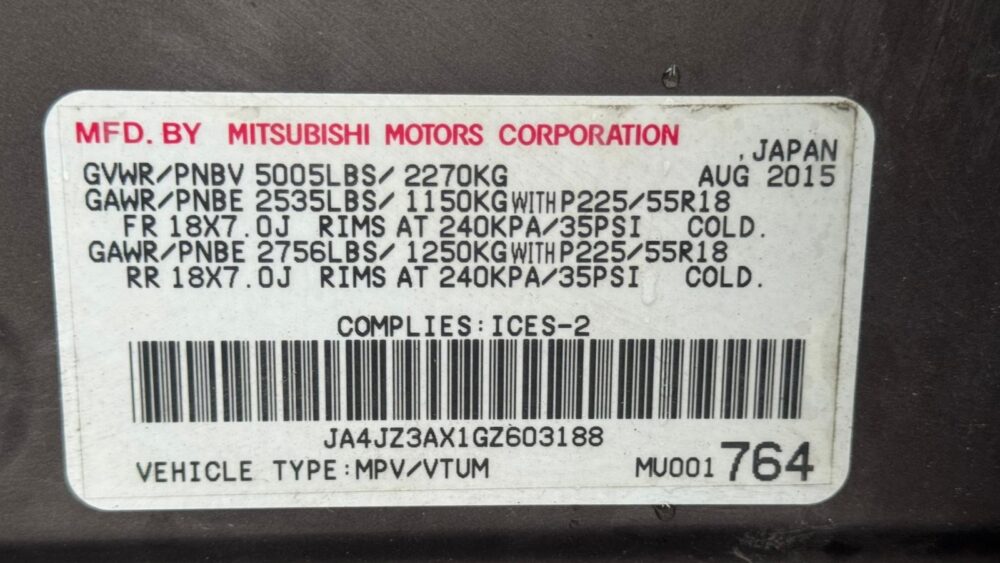 MFD. BY MITSUBISHI MOTORS CORPORATION
, JAPAN
GVWR/PNBV 5005LBS/ 2270KG AUG 2015
GAWR/PNBE 2535LBS/ 1150KG WITH P225/55R18
FR 18X7.0J RIMS AT 240KPA/35PSI COLD.
GAWR/PNBE 2756LBS/ 1250KG WITH P225/55R18
RR 18X7.0J RIMS AT 240KPA/35PSI COLD.
COMPLIES:ICES-2
JA4JZ3AX1GZ603188
VEHICLE TYPE:MPV/VTUM MU001 764